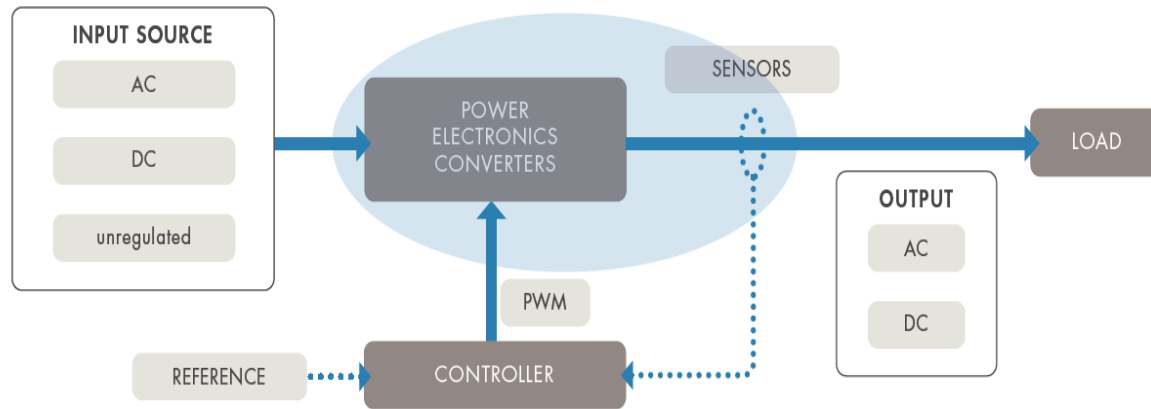 INPUT SOURCE
AC
DC
unregulated
POWER
ELECTRONICS
CONVERTERS
SENSORS
LOAD
OUTPUT
AC
DC
PWM
REFERENCE
CONTROLLER